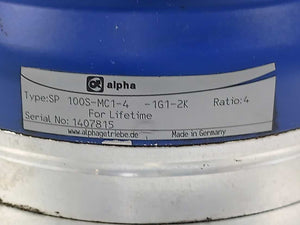 alpha
Type:SP 100S-MC1-4 -1G1-2K Ratio:4
For Lifetime
Serial No: 1407815
www.alphagetriebe.de Made in Germany